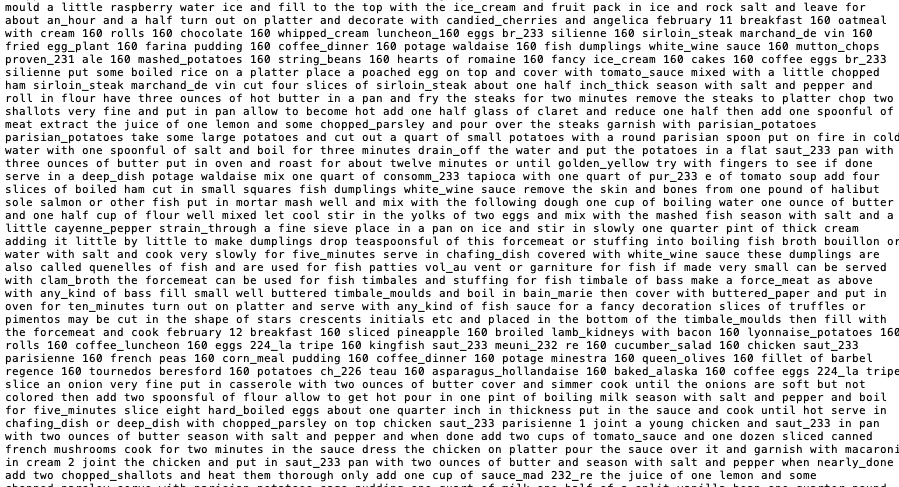 mould a little raspberry water ice and fill to the top with the ice_cream and fruit pack in ice and rock salt and leave for
about an_hour and a half turn out on platter and decorate with candied_cherries and angelica february 11 breakfast 160 oatmeal
with cream 160 rolls 160 chocolate 160 whipped_cream luncheon_160 eggs br_233 silienne 160 sirloin_steak marchand_de vin 160
fried egg_plant 160 farina pudding 160 coffee_dinner 160 potage waldaise 160 fish dumplings white_wine sauce 160 mutton_chops
proven_231 ale 160 mashed_potatoes 160 string_beans 160 hearts of romaine 160 fancy ice_cream 160 cakes 160 coffee eggs br_233
silienne put some boiled rice on a platter place a poached egg on top and cover with tomato_sauce mixed with a little chopped
ham sirloin_steak marchand_de vin cut four slices of sirloin_steak about one half inch_thick season with salt and pepper and
roll in flour have three ounces of hot butter in a pan and fry the steaks for two minutes remove the steaks to platter chop two
shallots very fine and put in pan allow to become hot add one half glass of claret and reduce one half then add one spoonful of
meat extract the juice of one lemon and some chopped_parsley and pour over the steaks garnish with parisian_potatoes
parisian_potatoes take some large potatoes and cut out a quart of small potatoes with a round parisian spoon put on fire in cold
water with one spoonful of salt and boil for three minutes drain_off the water and put the potatoes in a flat saut_233 pan with
three ounces of butter put in oven and roast for about twelve minutes or until golden_yellow try with fingers to see if done
serve in a deep_dish potage waldaise mix one quart of consomm_233 tapioca with one quart of pur_233 e of tomato soup add four
slices of boiled ham cut in small squares fish dumplings white_wine sauce remove the skin and bones from one pound of halibut
sole salmon or other fish put in mortar mash well and mix with the following dough one cup of boiling water one ounce of butter
and one half cup of flour well mixed let cool stir in the yolks of two eggs and mix with the mashed fish season with salt and a
little cayenne_pepper strain_through a fine sieve place in a pan on ice and stir in slowly one quarter pint of thick cream
adding it little by little to make dumplings drop teaspoonsful of this forcemeat or stuffing into boiling fish broth bouillon or
water with salt and cook very slowly for five_minutes serve in chafing_dish covered with white_wine sauce these dumplings are
also called quenelles of fish and are used for fish patties vol_au vent or garniture for fish if made very small can be served
with clam_broth the forcemeat can be used for fish timbales and stuffing for fish timbale of bass make a force_meat as above
with any_kind of bass fill small well buttered timbale_moulds and boil in bain_marie then cover with buttered_paper and put in
oven for ten_minutes turn out on platter and serve with any_kind of fish sauce for a fancy decoration slices of truffles or
pimentos may be cut in the shape of stars crescents initials etc and placed in the bottom of the timbale_moulds then fill with
the forcemeat and cook february 12 breakfast 160 sliced pineapple 160 broiled lamb_kidneys with bacon 160 lyonnaise_potatoes 160
rolls 160 coffee_luncheon 160 eggs 224_la tripe 160 kingfish saut_233 meuni_232 re 160 cucumber_salad 160 chicken saut_233
parisienne 160 french peas 160 corn_meal pudding 160 coffee_dinner 160 potage minestra 160 queen_olives 160 fillet of barbel
regence 160 tournedos beresford 160 potatoes ch_226 teau 160 asparagus_hollandaise 160 baked_alaska 160 coffee eggs 224_la tripe
slice an onion very fine put in casserole with two ounces of butter cover and simmer cook until the onions are soft but not
colored then add two spoonsful of flour allow to get hot pour in one pint of boiling milk season with salt and pepper and boil
for five_minutes slice eight hard_boiled eggs about one quarter inch in thickness put in the sauce and cook until hot serve in
chafing_dish or deep_dish with chopped_parsley on top chicken saut_233 parisienne 1 joint a young chicken and saut_233 in pan
with two ounces of butter season with salt and pepper and when done add two cups of tomato_sauce and one dozen sliced canned
french mushrooms cook for two minutes in the sauce dress the chicken on platter pour the sauce over it and garnish with macaroni
in cream 2 joint the chicken and put in saut_233 pan with two ounces of butter and season with salt and pepper when nearly_done
add two chopped_shallots and heat them thorough only add one cup of sauce_mad 232_re the juice of one lemon and some